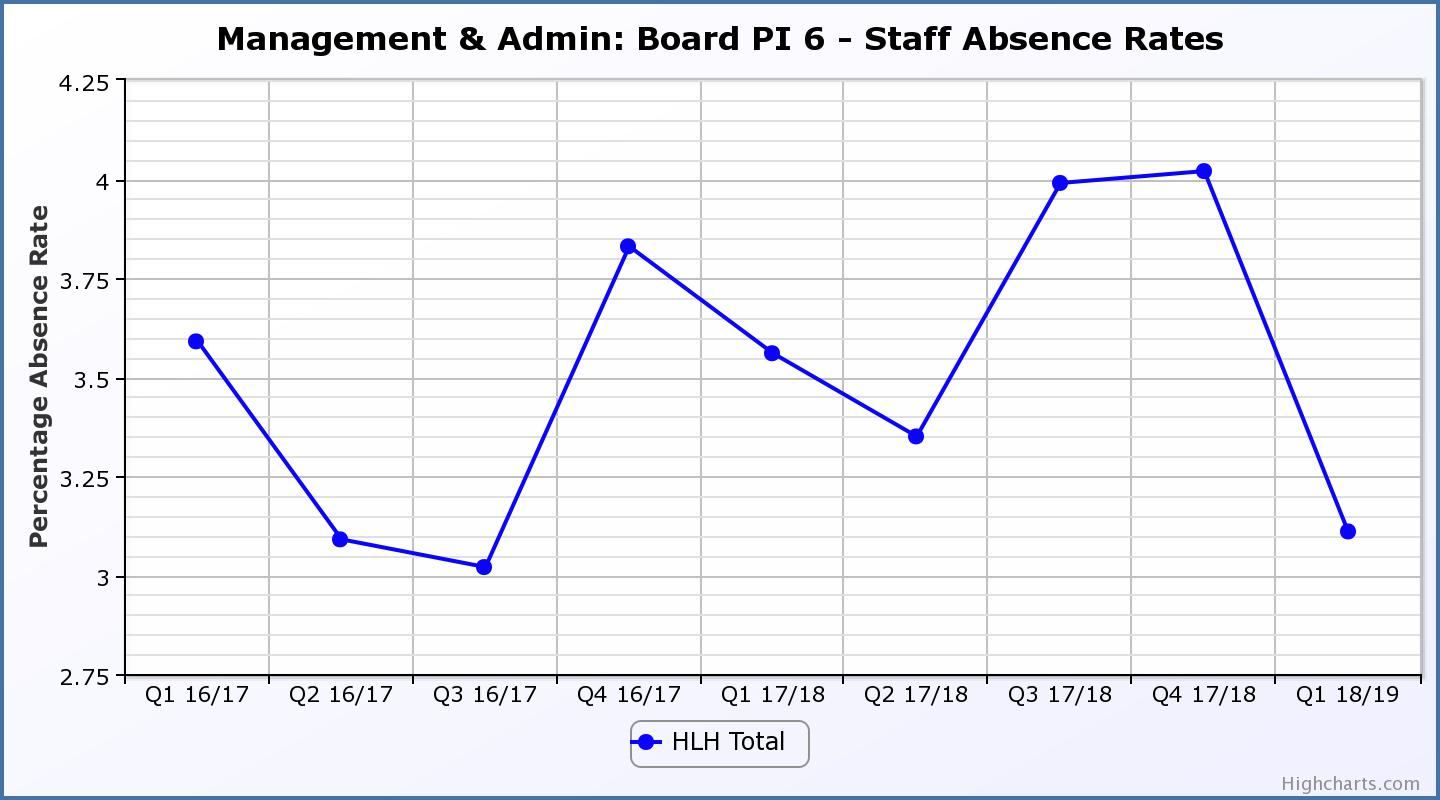 Management & Admin: Board PI 6 - Staff Absence Rates
Percentage Absence Rate
4.25
4
3.75
3.5
3.25
3
2.75
Q1 16/17 Q2 16/17 Q3 16/17 Q4 16/17 Q1 17/18 Q2 17/18 Q3 17/18 Q4 17/18 Q1 18/19
HLH Total
Highcharts.com